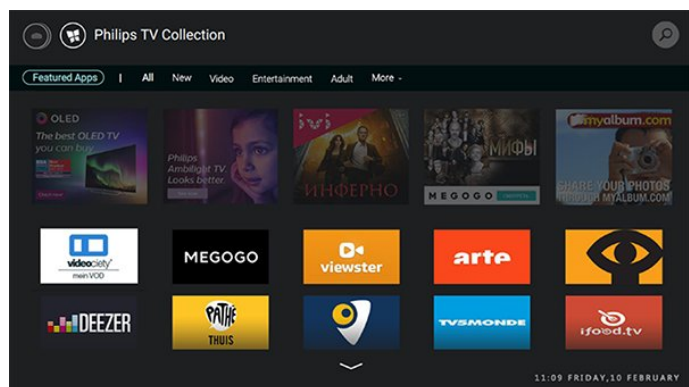 Philips TV Collection
Featured Apps | All New Video Entertainment Adult More
OLED
The best OLED TV
you can buy
Philips
Ambilight TV.
Looks better.
ivi
ИНФЕРНО
МИФЫ
MEGOGO
myalbum.com
SHARE YOUR PHOTOS
THROUGH MYALBUM.COM
videociety
mein VOD
MEGOGO
viewster
arte
DEEZER
PATHÉ
THUIS
TV5MONDE
ifood.tv
11:09 FRIDAY,10 FEBRUARY